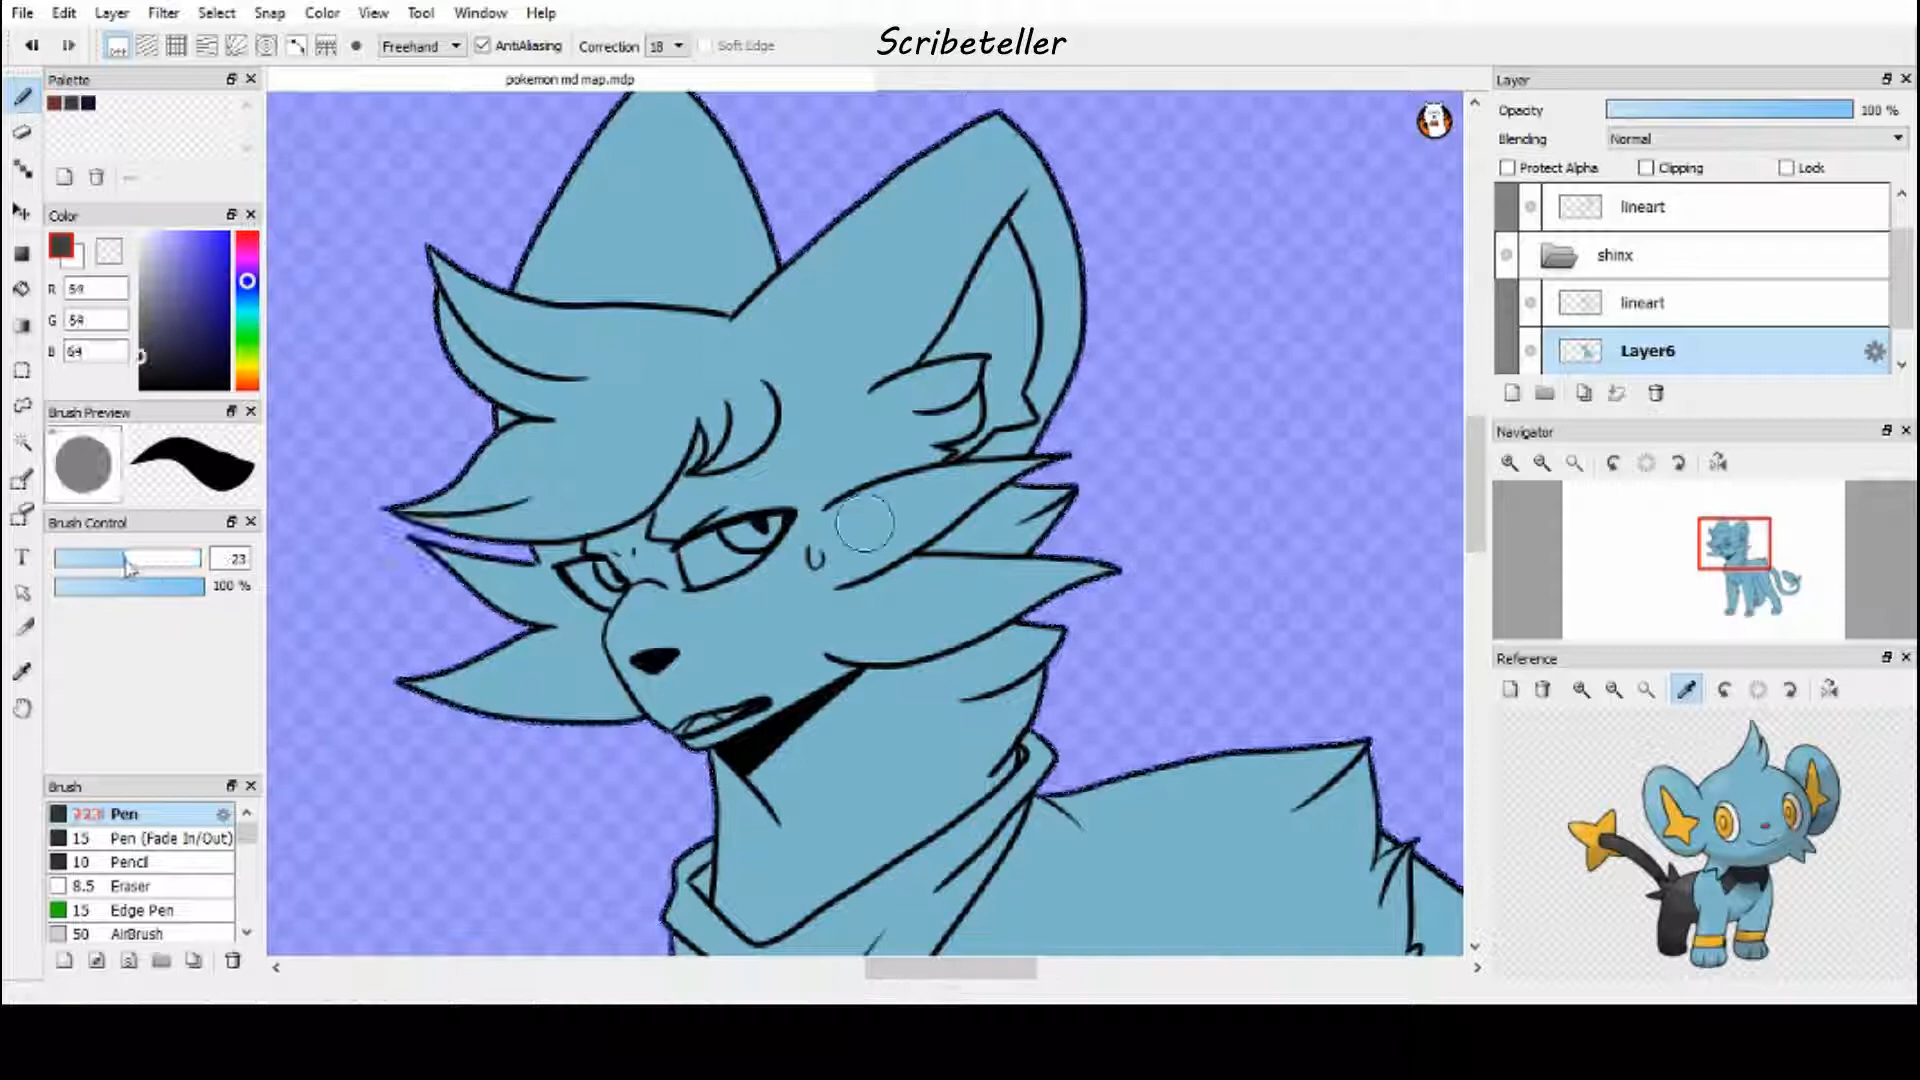 File Edit Layer Filter Select Snap Color View Tool Window Help
Freehand AntiAliasing Correction 18 Soft Edge
Scribeteller
Palette
pokemon md map.mdp
Layer
Opacity 100 %
Blending Normal
Protect Alpha Clipping Lock
lineart
shinx
lineart
Layer6
Color
R 54
G 54
B 64
Brush Preview
Brush Control
23
100 %
Navigator
Reference
Brush
Pen
15 Pen (Fade In/Out)
10 Pencil
8.5 Eraser
15 Edge Pen
50 AirBrush
T